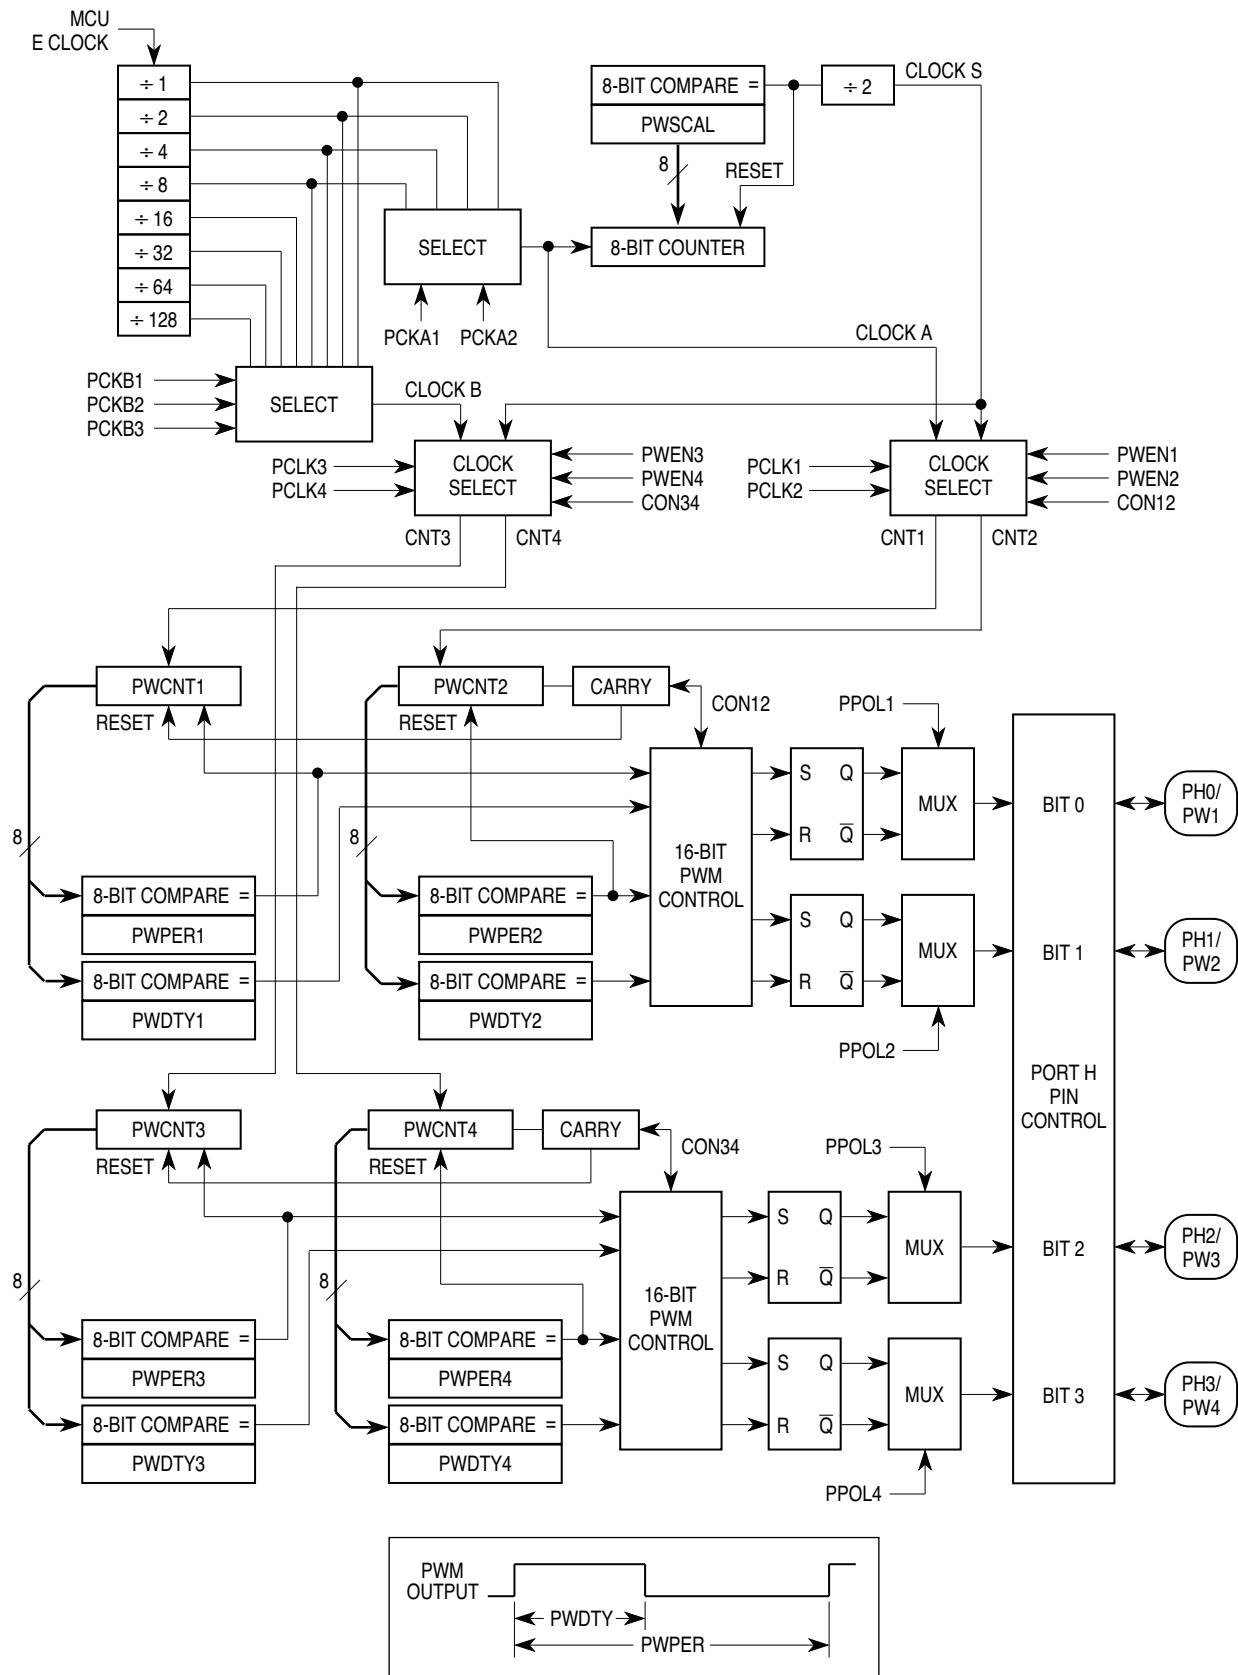 MCU
E CLOCK
÷ 1
÷ 2
÷ 4
÷ 8
÷ 16
÷ 32
÷ 64
÷ 128
8-BIT COMPARE =
PWSCAL
÷ 2
CLOCK S
8
RESET
SELECT
8-BIT COUNTER
PCKA1
PCKA2
CLOCK A
PCKB1
PCKB2
PCKB3
SELECT
CLOCK B
PCLK3
PCLK4
CLOCK
SELECT
PWEN3
PWEN4
CON34
PCLK1
PCLK2
CLOCK
SELECT
PWEN1
PWEN2
CON12
CNT3
CNT4
CNT1
CNT2
PWCNT1
RESET
PWCNT2
RESET
CARRY
CON12
PPOL1
8
8
16-BIT
PWM
CONTROL
S Q
R Q̅
MUX
BIT 0
PH0/
PW1
8-BIT COMPARE =
PWPER1
8-BIT COMPARE =
PWDTY1
8-BIT COMPARE =
PWPER2
8-BIT COMPARE =
PWDTY2
S Q
R Q̅
MUX
BIT 1
PH1/
PW2
PPOL2
PORT H
PIN
CONTROL
PWCNT3
RESET
PWCNT4
RESET
CARRY
CON34
PPOL3
8
8
16-BIT
PWM
CONTROL
S Q
R Q̅
MUX
BIT 2
PH2/
PW3
8-BIT COMPARE =
PWPER3
8-BIT COMPARE =
PWDTY3
8-BIT COMPARE =
PWPER4
8-BIT COMPARE =
PWDTY4
S Q
R Q̅
MUX
BIT 3
PH3/
PW4
PPOL4
PWM
OUTPUT
PWDTY
PWPER